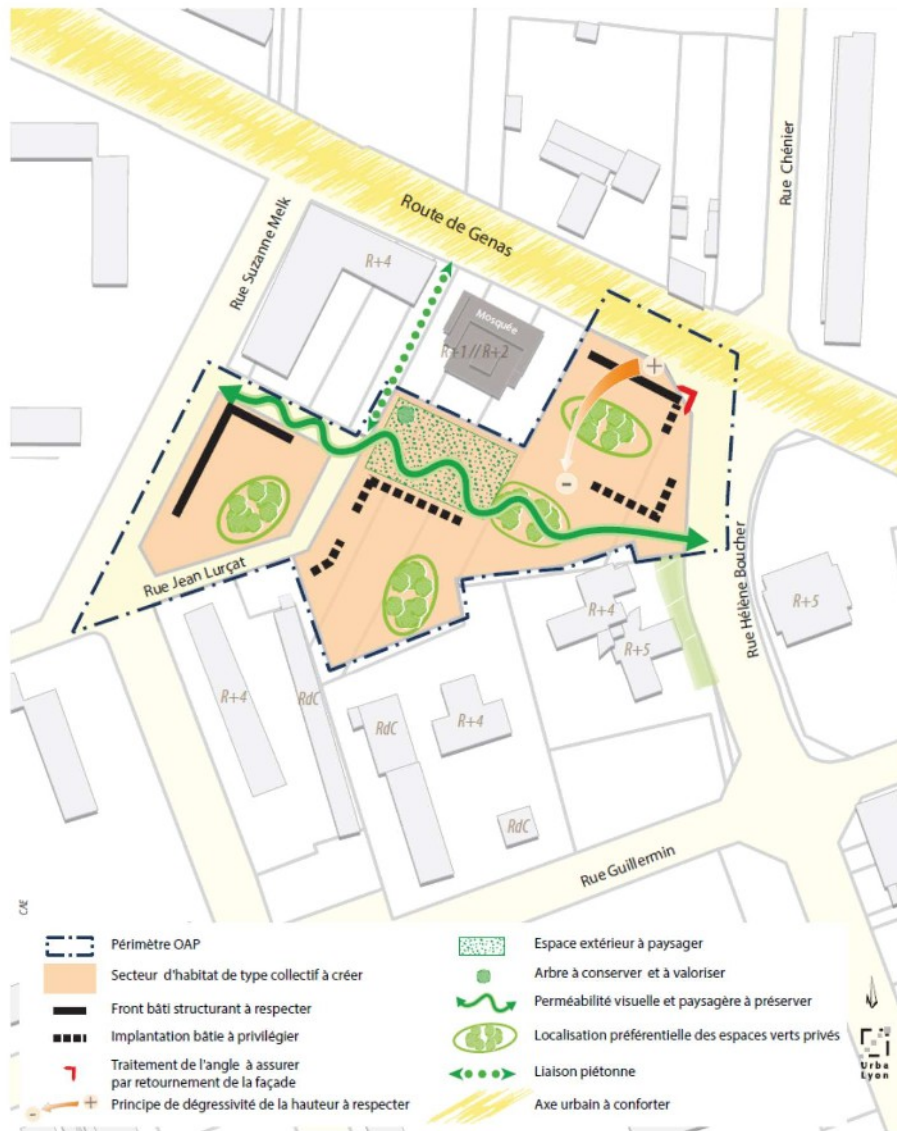 Route de Genas
Rue Chénier
Rue Suzanne Melk
R+4
Mosquée
R+1//R+2
+
-
Rue Jean Lurçat
Rue Hélène Boucher
R+4
R+5
R+5
R+4
RdC
RdC
R+4
RdC
Rue Guillermin
CAE
Périmètre OAP
Secteur d'habitat de type collectif à créer
Front bâti structurant à respecter
Implantation bâtie à privilégier
Traitement de l'angle à assurer
par retournement de la façade
- + Principe de dégressivité de la hauteur à respecter
Espace extérieur à paysager
Arbre à conserver et à valoriser
Perméabilité visuelle et paysagère à préserver
Localisation préférentielle des espaces verts privés
Liaison piétonne
Axe urbain à conforter
Urba
Lyon